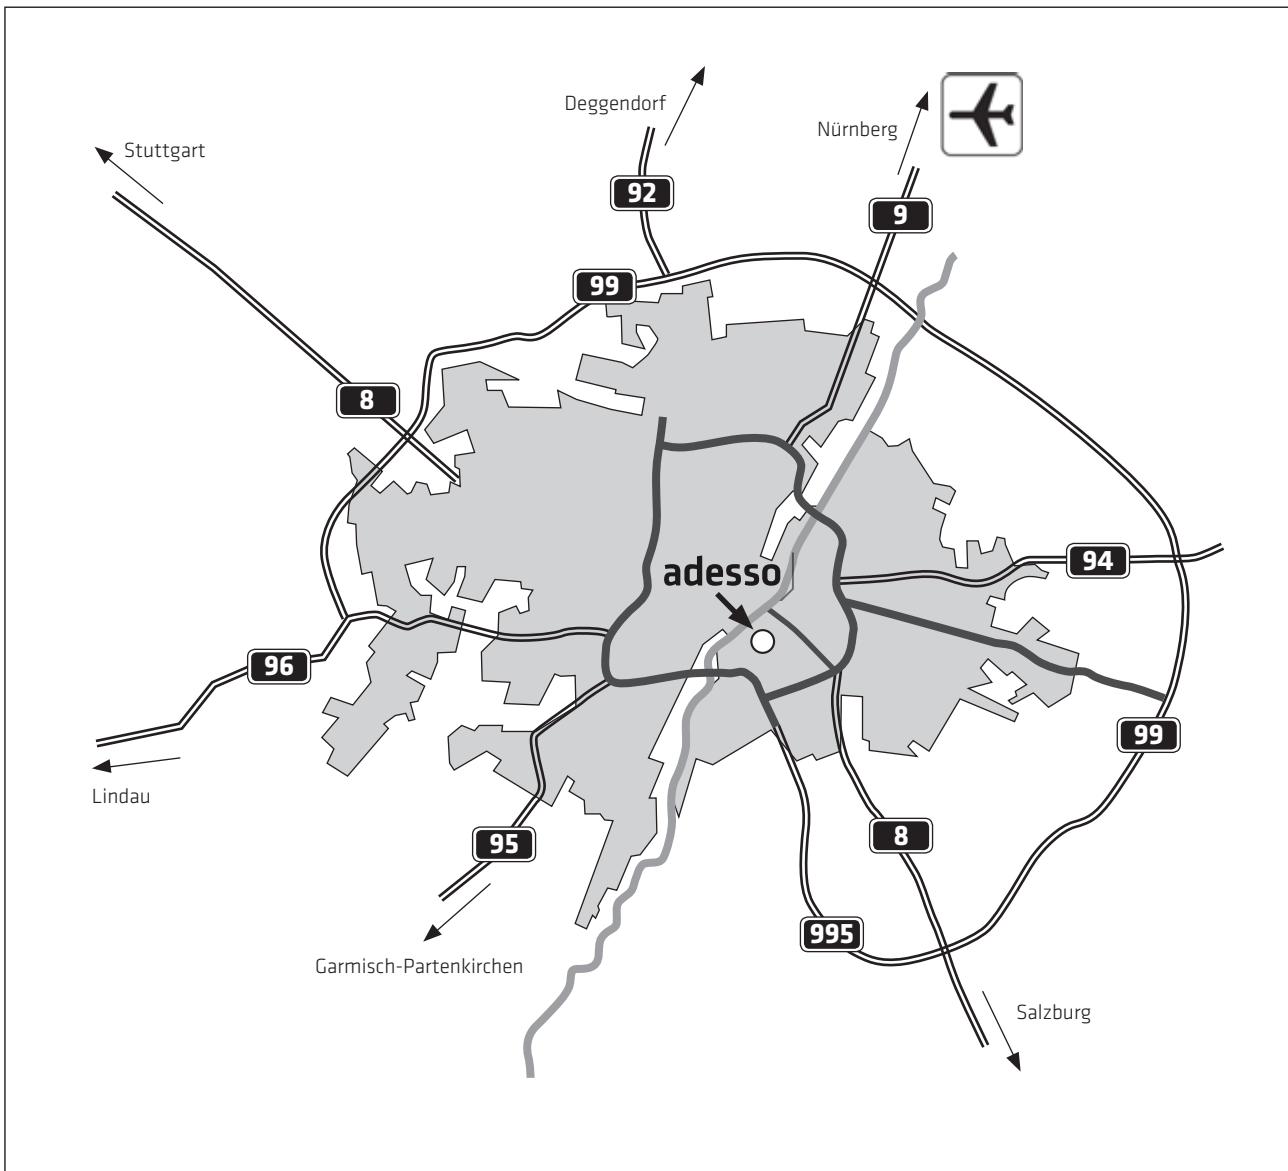 Deggendorf
Nürnberg
Stuttgart
92
9
99
8
adesso
94
96
99
Lindau
8
95
995
Garmisch-Partenkirchen
Salzburg